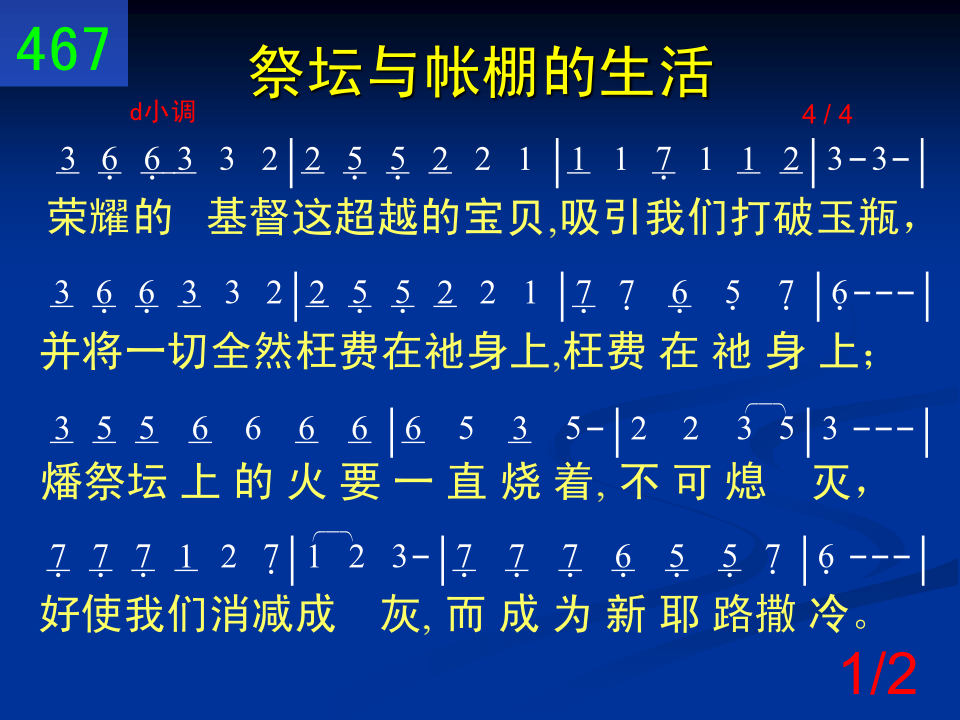 467
祭坛与帐棚的生活
d小调 4 / 4
3 6 6 3 3 2 | 2 5 5 2 2 1 | 1 1 7 1 1 2 | 3-3- |
荣耀的 基督这超越的宝贝,吸引我们打破玉瓶，
3 6 6 3 3 2 | 2 5 5 2 2 1 | 7 7 6 5 7 | 6--- |
并将一切全然枉费在祂身上,枉费 在 祂 身 上；
3 5 5 6 6 6 6 | 6 5 3 5- | 2 2 3 5 | 3 --- |
燔祭坛 上 的 火 要 一 直 烧 着, 不 可 熄 灭，
7 7 7 1 2 7 | 1 2 3- | 7 7 7 6 5 5 7 | 6 --- |
好使我们消减成 灰, 而 成 为 新 耶 路撒 冷。
1/2